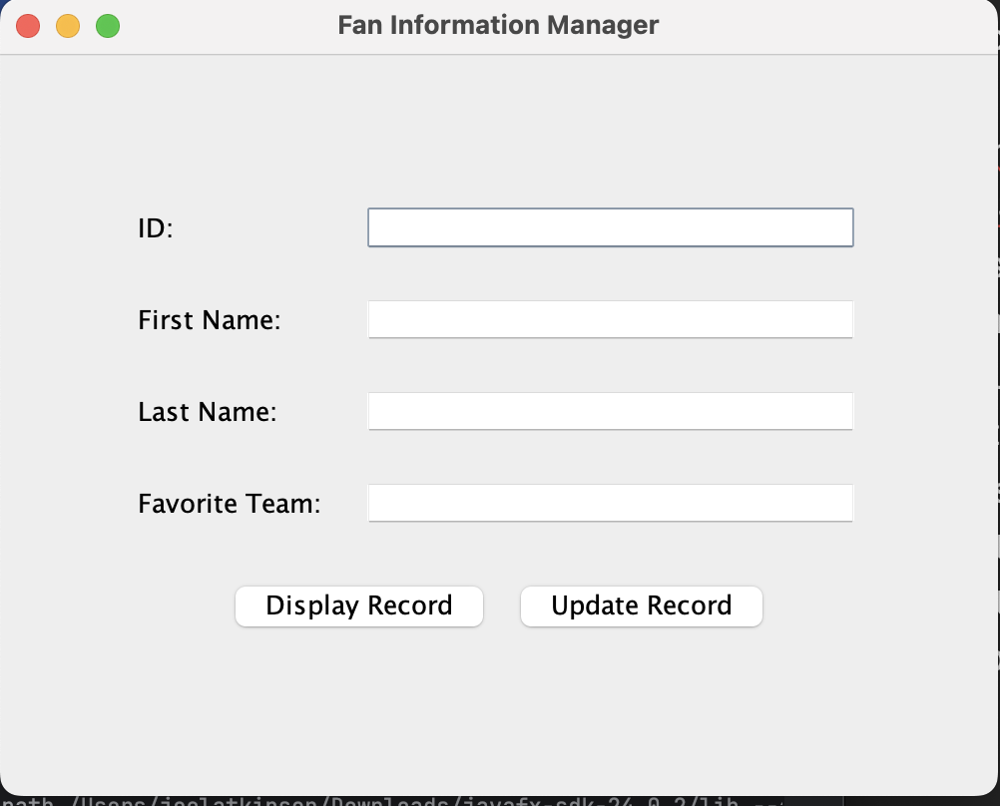 Fan Information Manager
ID:
First Name:
Last Name:
Favorite Team:
Display Record Update Record